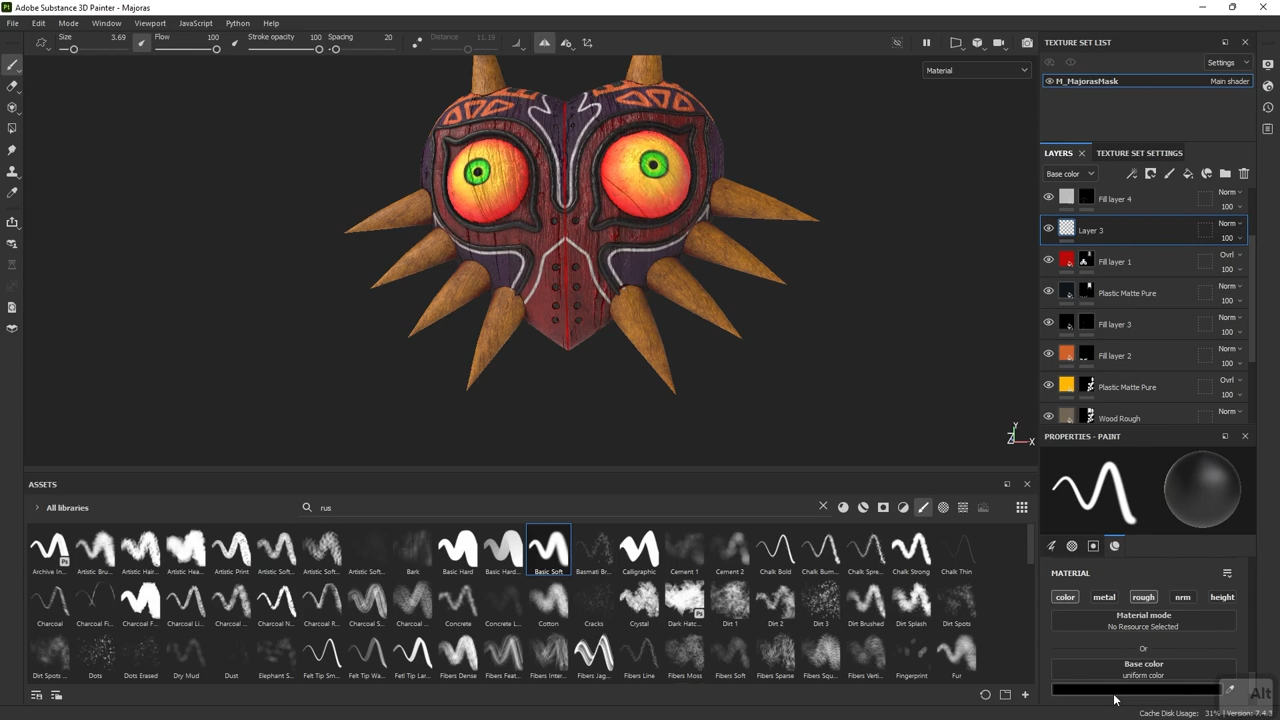 Adobe Substance 3D Painter - Majoras
File Edit Mode Window Viewport JavaScript Python Help
Size 3.69 Flow 100 Stroke opacity 100 Spacing 20 Distance 11.19
Material
TEXTURE SET LIST
Settings
M_MajorasMask Main shader
LAYERS TEXTURE SET SETTINGS
Base color
Fill layer 4 Norm 100
Layer 3 Norm 100
Fill layer 1 Ovrl 100
Plastic Matte Pure Norm 100
Fill layer 3 Norm 100
Fill layer 2 Norm 100
Plastic Matte Pure Ovrl 100
Wood Rough Norm
PROPERTIES - PAINT
MATERIAL
color metal rough nrm height
Material mode
No Resource Selected
Or
Base color
uniform color
Alt
Y
Z X
ASSETS
All libraries rus
Archive In... Artistic Bru... Artistic Hair... Artistic Hea... Artistic Print Artistic Soft... Artistic Soft... Artistic Soft... Bark Basic Hard Basic Hard... Basic Soft Basmati Br... Calligraphic Cement 1 Cement 2 Chalk Bold Chalk Bum... Chalk Spre... Chalk Strong Chalk Thin
Charcoal Charcoal Fi... Charcoal F... Charcoal Li... Charcoal ... Charcoal N... Charcoal R... Charcoal S... Charcoal ... Concrete Concrete L... Cotton Cracks Crystal Dark Hatc... Dirt 1 Dirt 2 Dirt 3 Dirt Brushed Dirt Splash Dirt Spots
Dirt Spots ... Dots Dots Erased Dry Mud Dust Elephant S... Felt Tip Sm... Felt Tip Wa... Fetl Tip Lar... Fibers Dense Fibers Feat... Fibers Inter... Fibers Jag... Fibers Line Fibers Moss Fibers Soft Fibers Sparse Fibers Squ... Fibers Verti... Fingerprint Fur
Cache Disk Usage: 31% | Version: 7.4.3